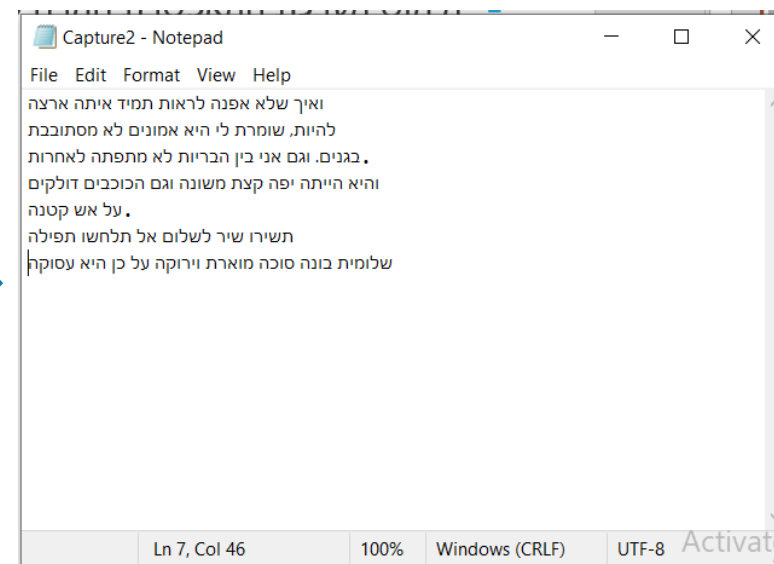 Capture2 - Notepad
File Edit Format View Help
ואיך שלא אפנה לראות תמיד איתה ארצה
להיות, שומרת לי היא אמונים לא מסתובבת
בגנים. וגם אני בין הבריות לא מתפתה לאחרות.
והיא הייתה יפה קצת משונה וגם הכוכבים דולקים
על אש קטנה.
תשירו שיר לשלום אל תלחשו תפילה
שלומית בונה סוכה מוארת וירוקה על כן היא עסוקה
Ln 7, Col 46 100% Windows (CRLF) UTF-8